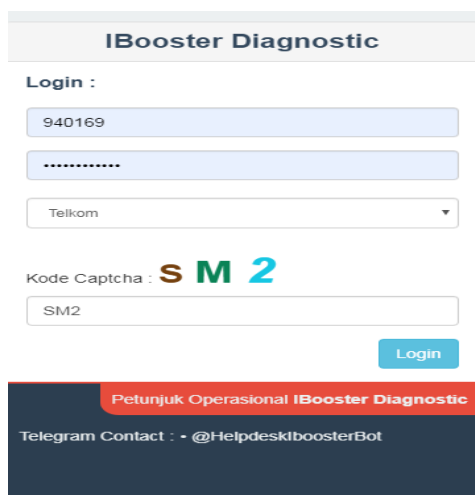 IBooster Diagnostic
Login :
940169
••••••••••••
Telkom
Kode Captcha : S M 2
SM2
Login
Petunjuk Operasional IBooster Diagnostic
Telegram Contact : • @HelpdeskIboosterBot